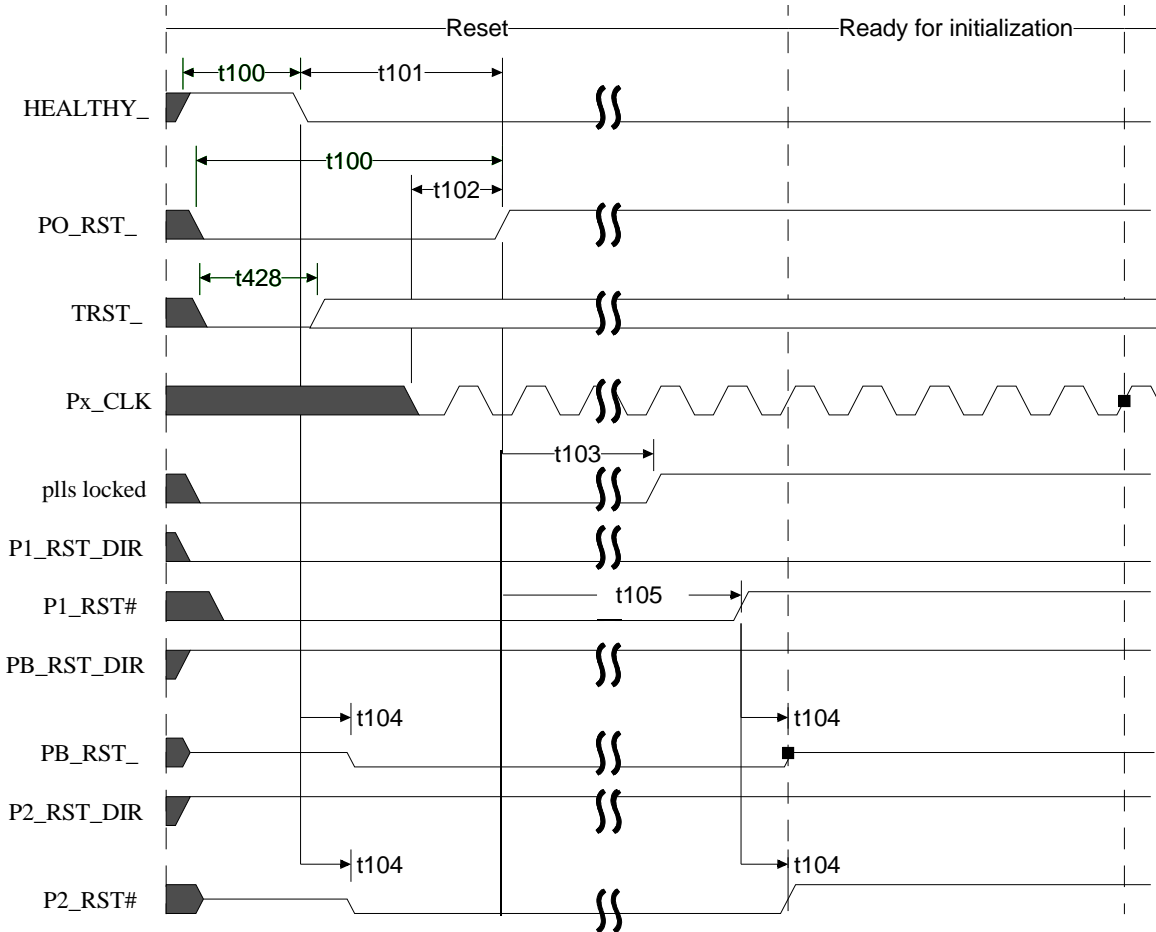 Reset
Ready for initialization
t100
t101
HEALTHY_
t100
t102
PO_RST_
t428
TRST_
Px_CLK
t103
plls locked
P1_RST_DIR
t105
P1_RST#
PB_RST_DIR
t104
t104
PB_RST_
P2_RST_DIR
t104
t104
P2_RST#